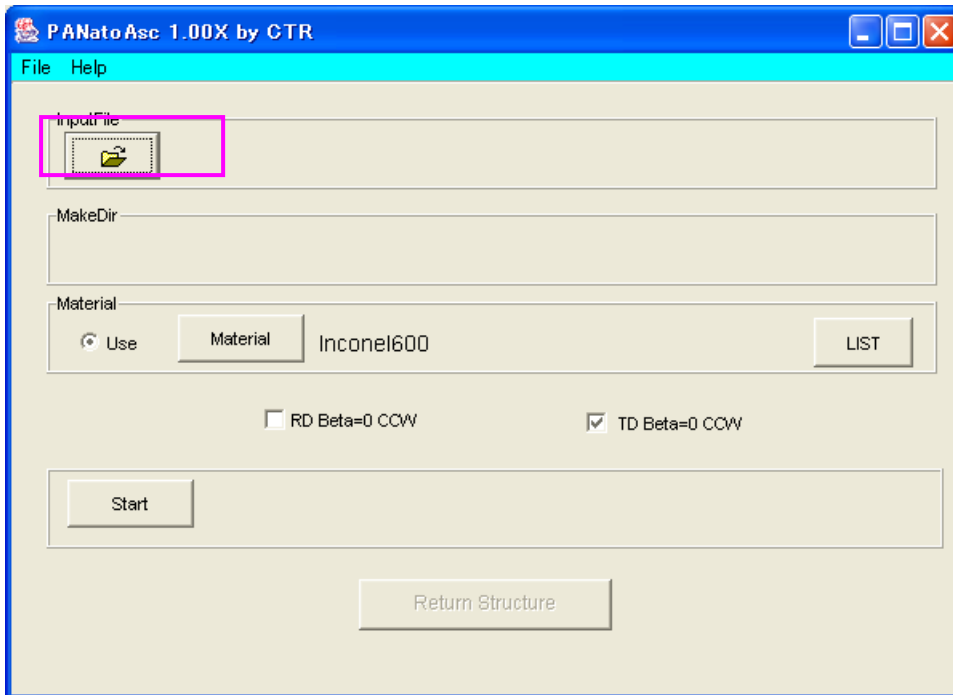 PANatoAsc 1.00X by CTR
File Help
InputFile
MakeDir
Material
Use Material Inconel600 LIST
RD Beta=0 CCW TD Beta=0 CCW
Start
Return Structure